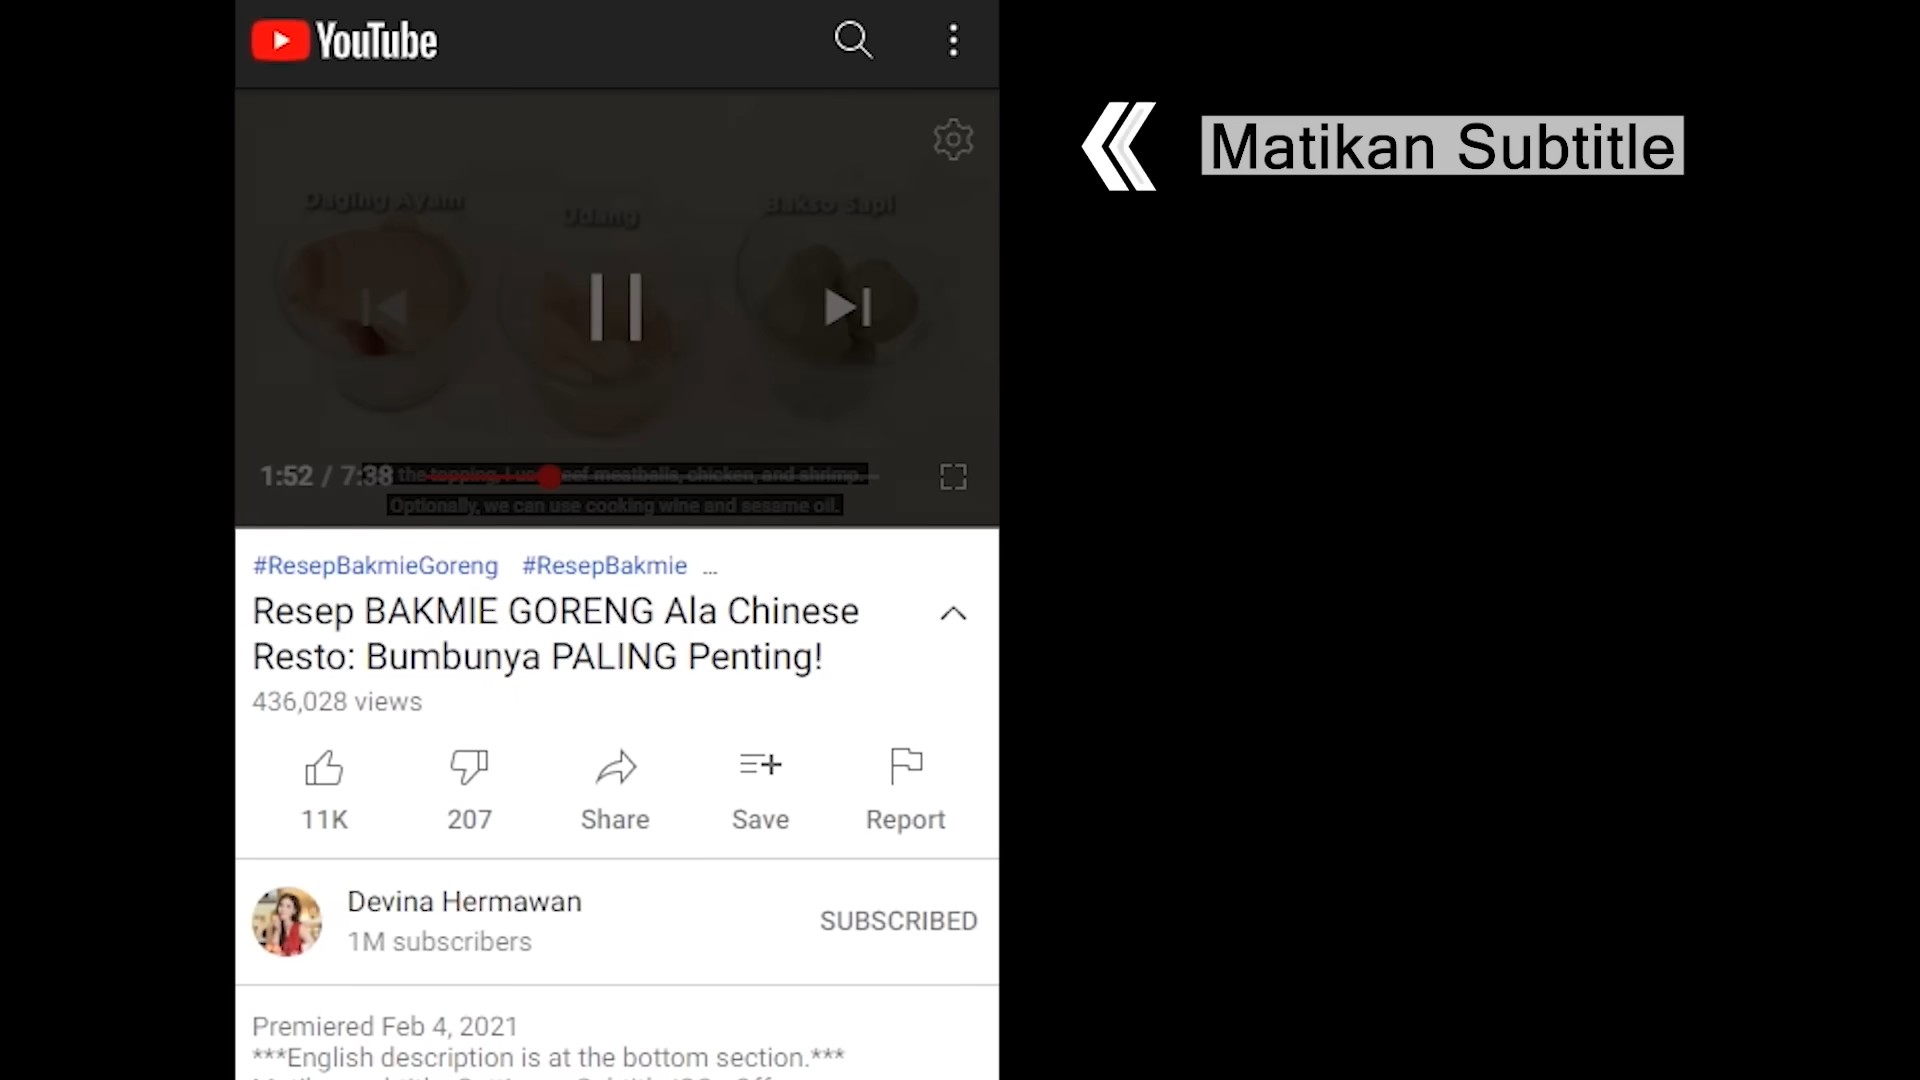 YouTube
Matikan Subtitle
Daging Ayam
Udang
Bakso Sapi
1:52 / 7:38
the topping, I use beef meatballs, chicken, and shrimp.
Optionally, we can use cooking wine and sesame oil.
#ResepBakmieGoreng #ResepBakmie ...
Resep BAKMIE GORENG Ala Chinese
Resto: Bumbunya PALING Penting!
436,028 views
11K
207
Share
Save
Report
Devina Hermawan
1M subscribers
SUBSCRIBED
Premiered Feb 4, 2021
***English description is at the bottom section.***